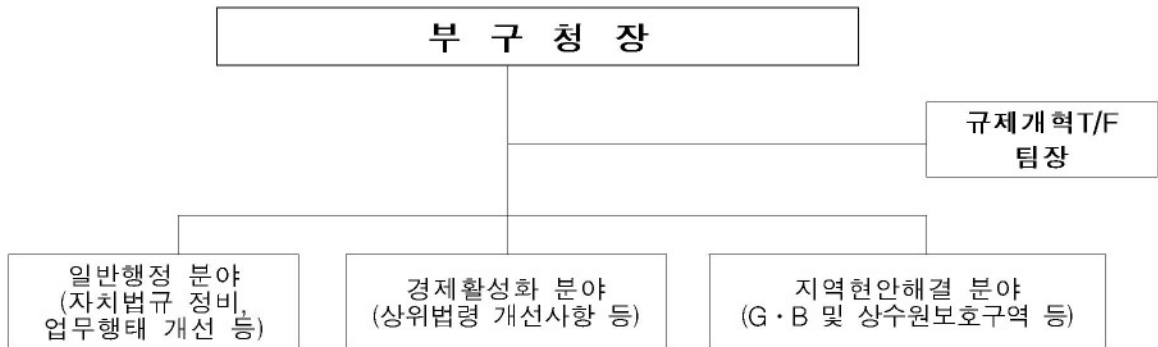 부 구 청 장
규제개혁T/F
팀장
일반행정 분야
(자치법규 정비,
업무행태 개선 등)
경제활성화 분야
(상위법령 개선사항 등)
지역현안해결 분야
(G·B 및 상수원보호구역 등)